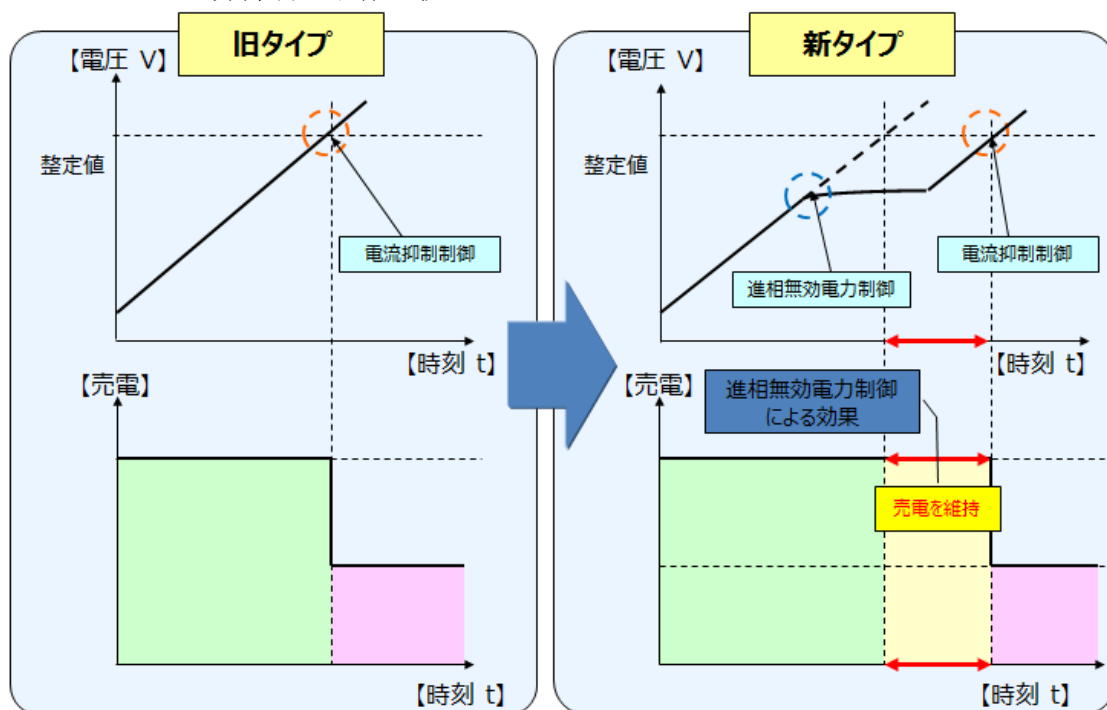 旧タイプ
【電圧 V】
整定値
電流抑制制御
【時刻 t】
【売電】
【時刻 t】
新タイプ
【電圧 V】
整定値
電流抑制制御
進相無効電力制御
【時刻 t】
【売電】
進相無効電力制御
による効果
売電を維持
【時刻 t】